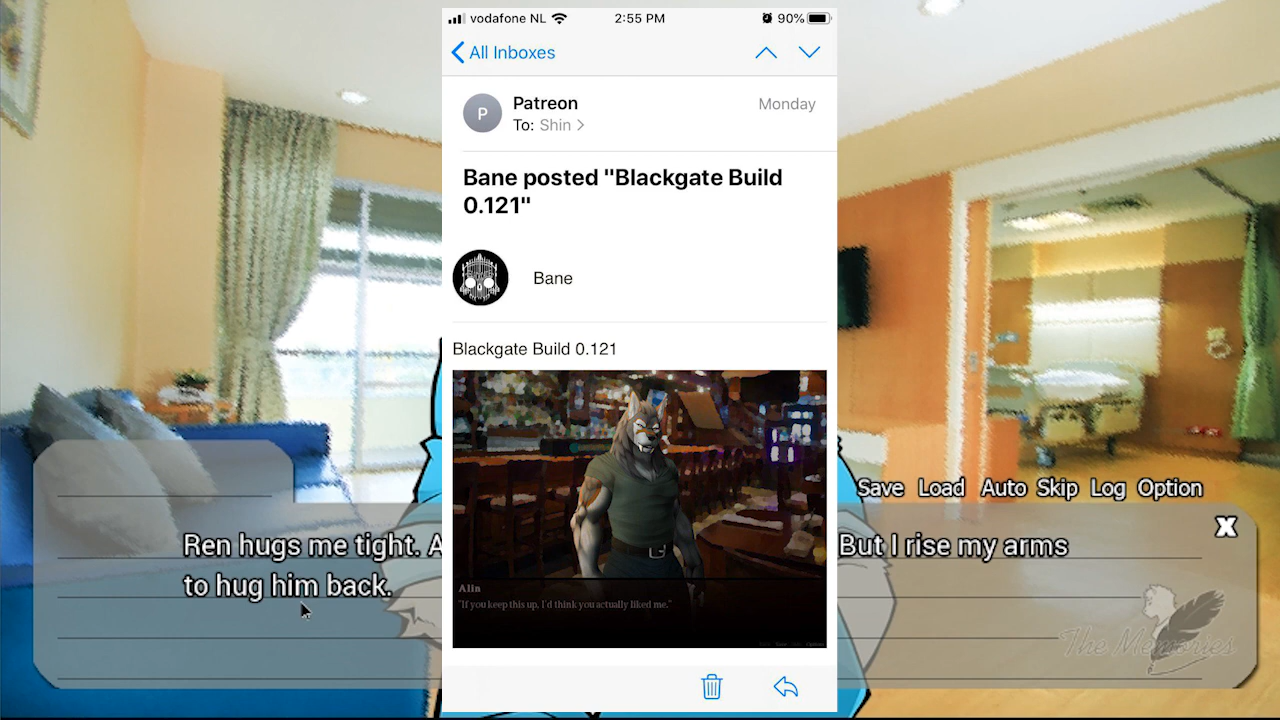 vodafone NL
2:55 PM
90%
All Inboxes
P
Patreon
Monday
To: Shin
Bane posted "Blackgate Build
0.121"
Bane
Blackgate Build 0.121
Alin
"If you keep this up, I'd think you actually liked me."
Save Load Auto Skip Log Option
X
Ren hugs me tight. A
But I rise my arms
to hug him back.
The Memories